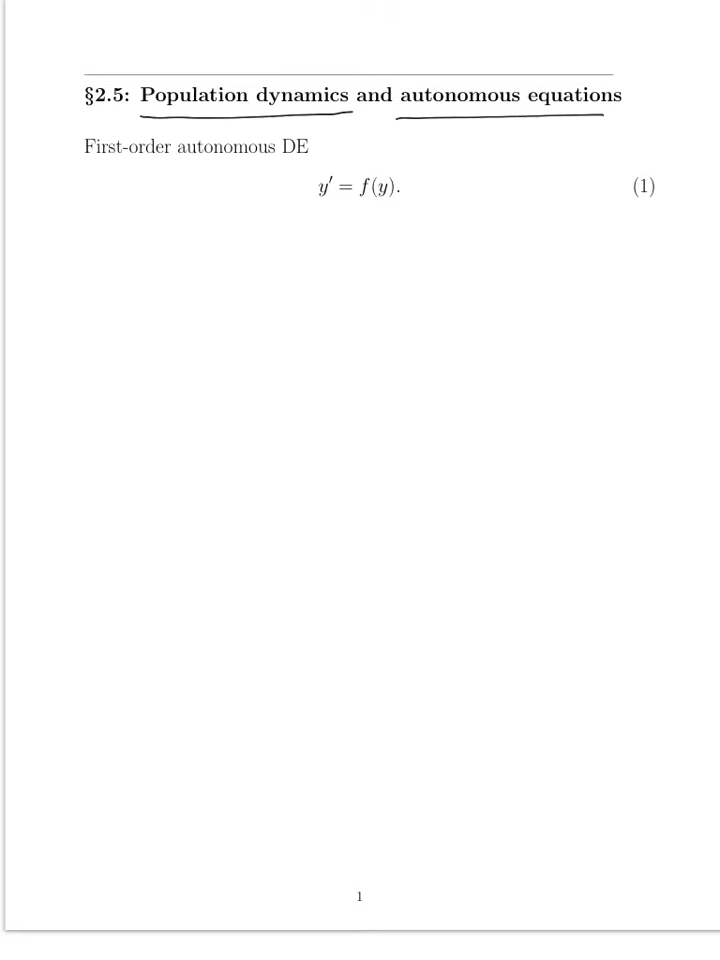 §2.5: Population dynamics and autonomous equations
First-order autonomous DE
y′ = f(y). (1)
1